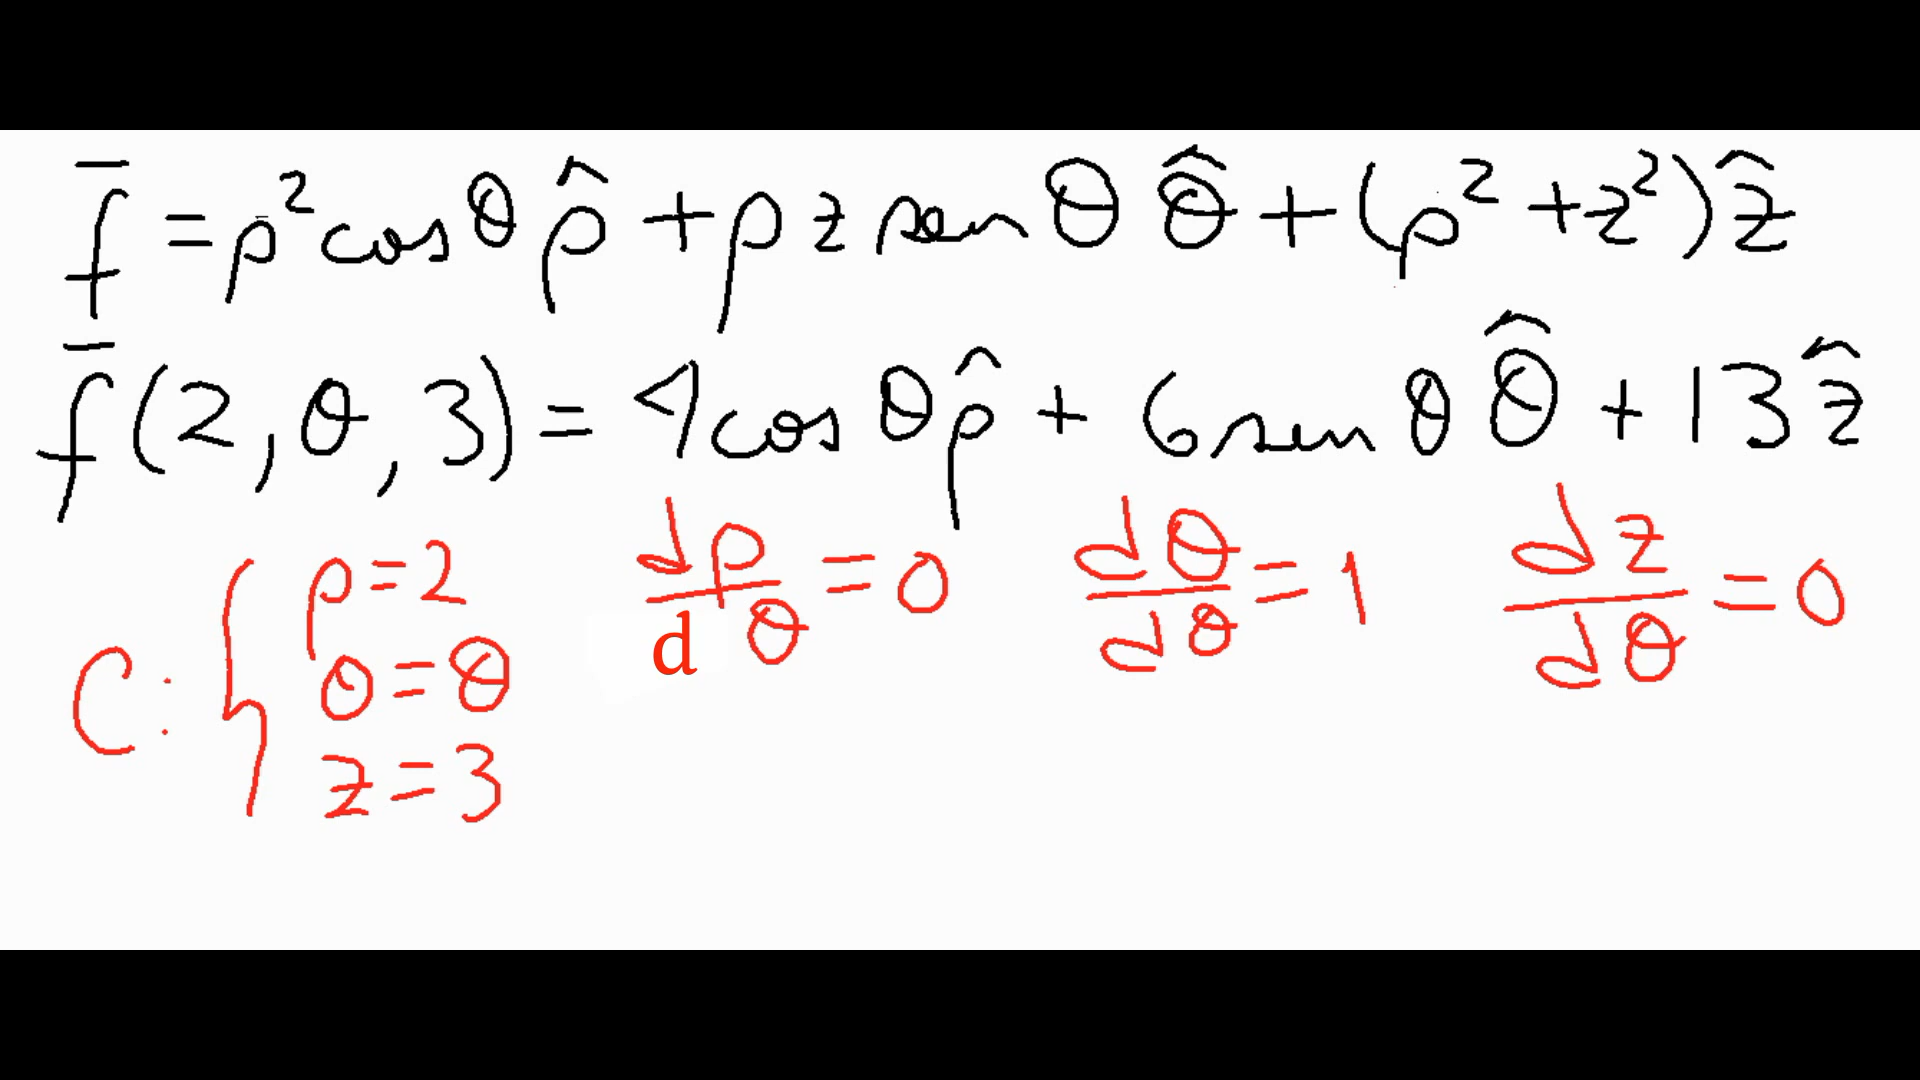 f̄ = ρ² cos θ ρ̂ + ρ z sen θ θ̂ + (ρ² + z²) ẑ
f̄(2, θ, 3) = 4 cos θ ρ̂ + 6 sen θ θ̂ + 13 ẑ
C: { ρ = 2
θ = θ
z = 3
dρ/dθ = 0 dθ/dθ = 1 dz/dθ = 0